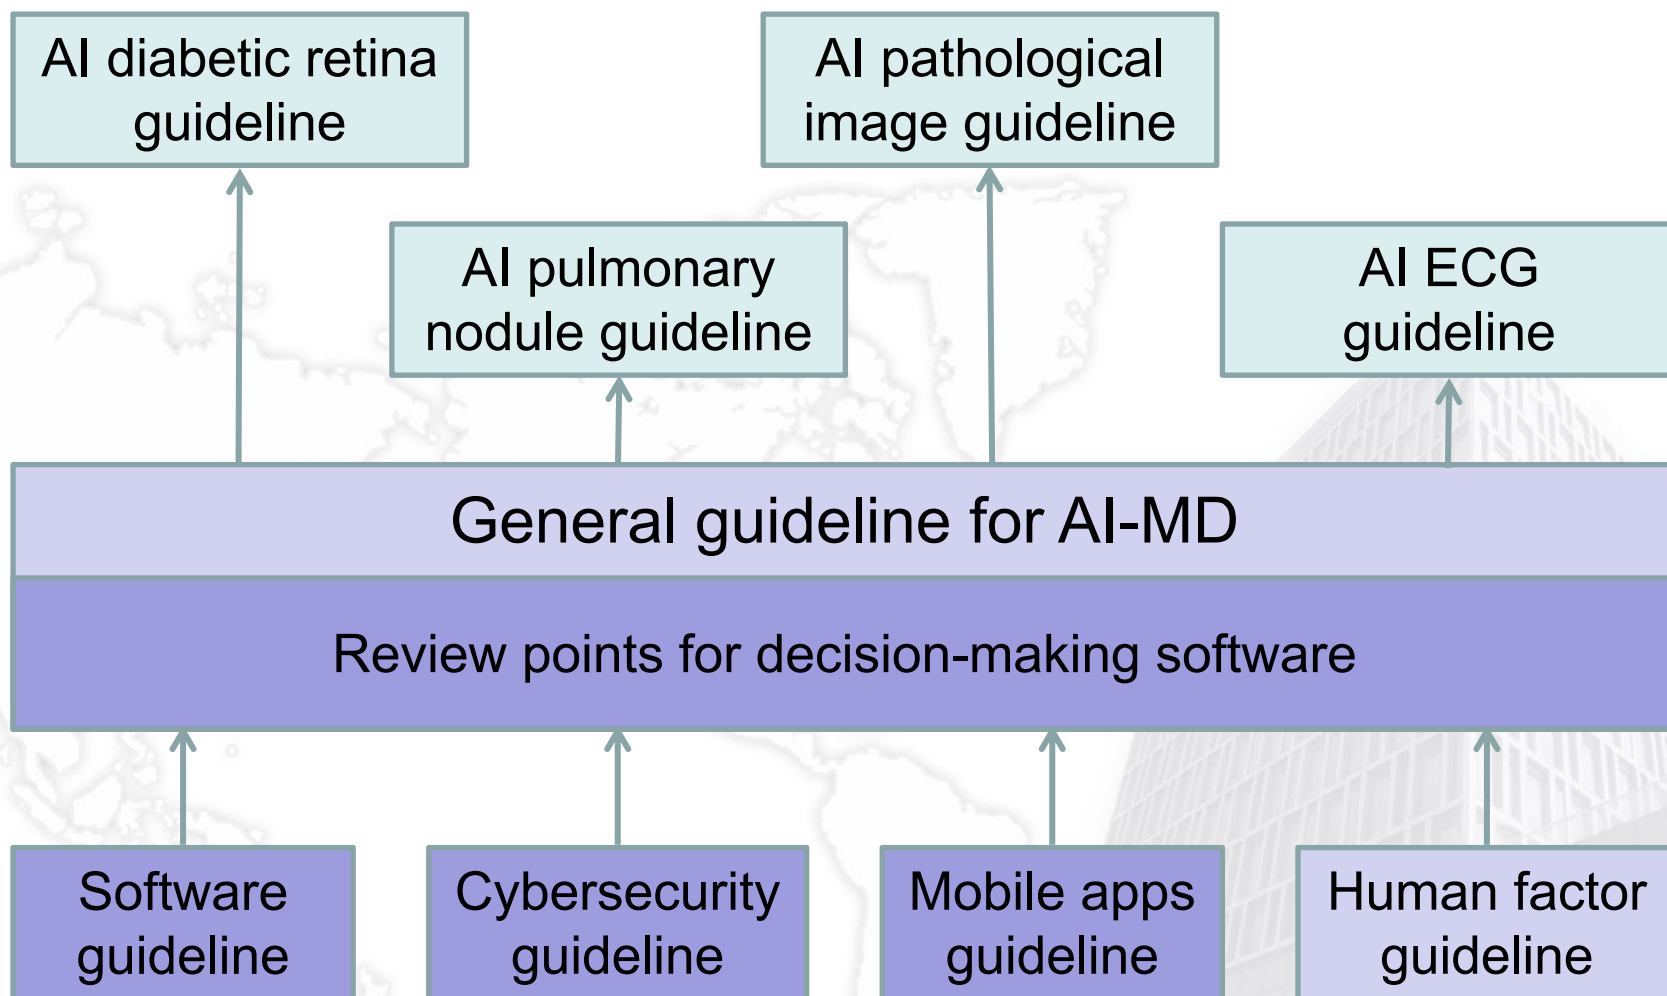 AI diabetic retina
guideline
AI pathological
image guideline
AI pulmonary
nodule guideline
AI ECG
guideline
General guideline for AI-MD
Review points for decision-making software
Software
guideline
Cybersecurity
guideline
Mobile apps
guideline
Human factor
guideline